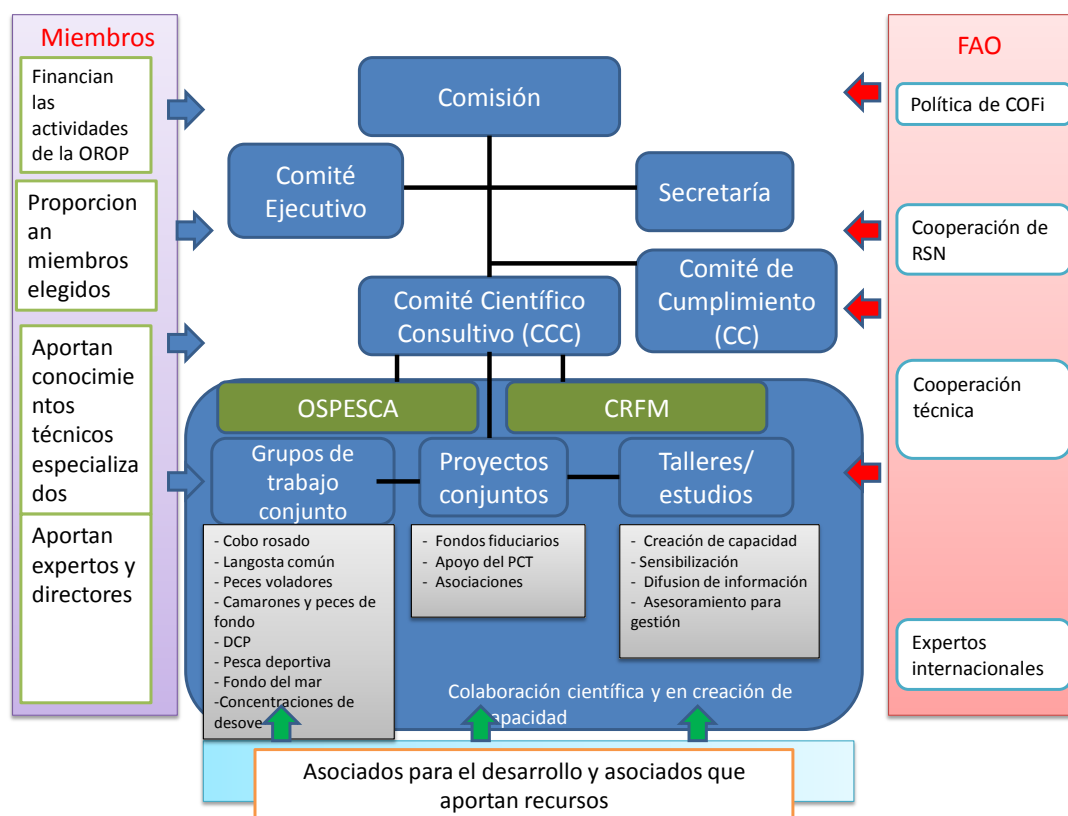 Miembros
Financian
las
actividades
de la OROP
Proporcion
an
miembros
elegidos
Aportan
conocimie
ntos
técnicos
especializa
dos
Aportan
expertos y
directores
Comisión
Comité
Ejecutivo
Secretaría
Comité Científico
Consultivo (CCC)
Comité de
Cumplimiento
(CC)
OSPESCA
CRFM
Grupos de
trabajo
conjunto
Proyectos
conjuntos
Talleres/
estudios
- Cobo rosado
- Langosta común
- Peces voladores
- Camarones y peces de
fondo
- DCP
- Pesca deportiva
- Fondo del mar
-Concentraciones de
desove
- Fondos fiduciarios
- Apoyo del PCT
- Asociaciones
- Creación de capacidad
- Sensibilización
- Difusion de información
- Asesoramiento para
gestión
Colaboración científica y en creación de
apacidad
Asociados para el desarrollo y asociados que
aportan recursos
FAO
Política de COFi
Cooperación de
RSN
Cooperación
técnica
Expertos
internacionales